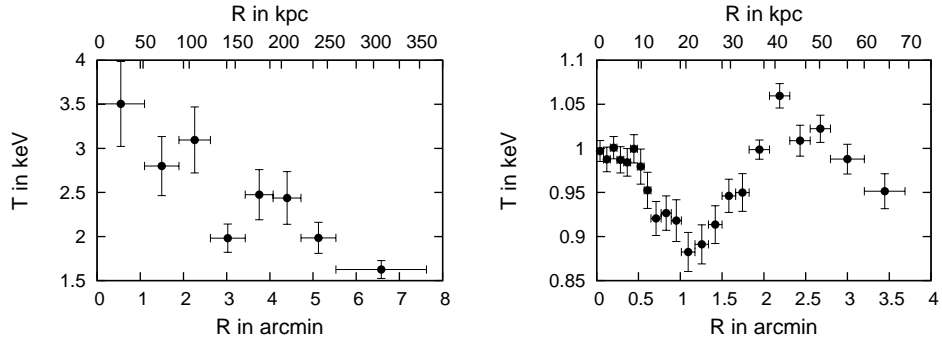 R in kpc
0 50 100 150 200 250 300 350
4
3.5
3
2.5
2
1.5
T in keV
0 1 2 3 4 5 6 7 8
R in arcmin
R in kpc
0 10 20 30 40 50 60 70
1.1
1.05
1
0.95
0.9
0.85
T in keV
0 0.5 1 1.5 2 2.5 3 3.5 4
R in arcmin